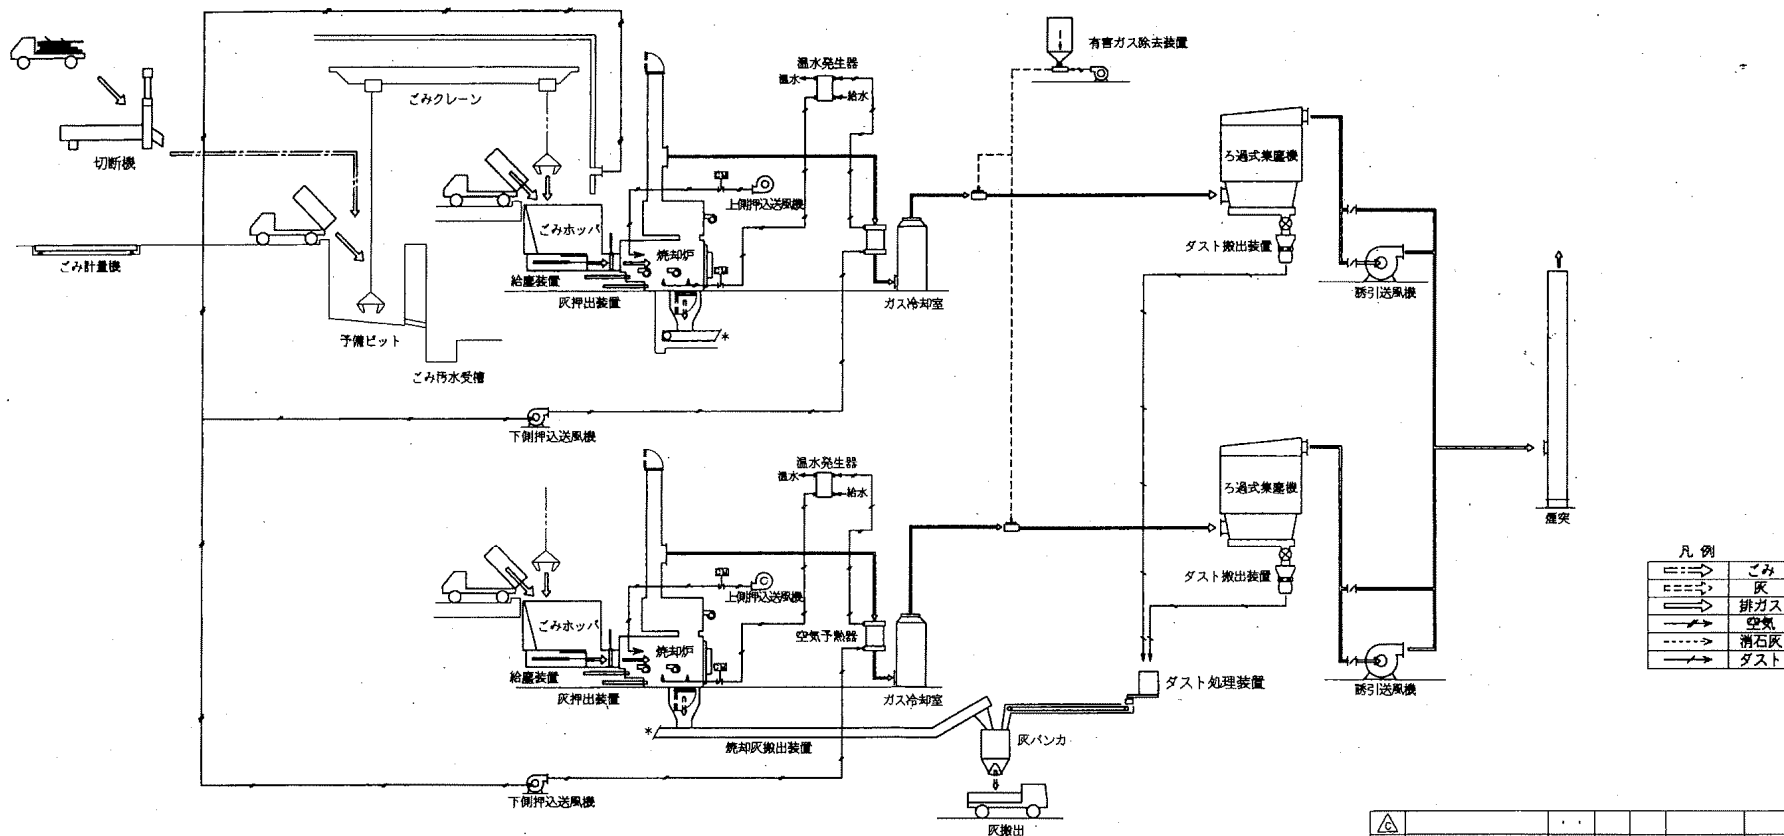 有害ガス除去装置
温水発生器
温水
給水
ごみクレーン
切断機
ろ過式集塵機
上側押込送風機
ごみホッパ
焼却炉
ダスト搬出装置
ごみ計量機
給塵装置
灰押出装置
ガス冷却室
誘引送風機
予備ピット
*
ごみ汚水受槽
下側押込送風機
温水発生器
温水
給水
ろ過式集塵機
煙突
凡例
ごみ
灰
排ガス
空気
消石灰
ダスト
ダスト搬出装置
上側押込送風機
ごみホッパ
空気予熱器
焼却炉
給塵装置
灰押出装置
ガス冷却室
ダスト処理装置
誘引送風機
*
焼却灰搬出装置
灰バンカ
下側押込送風機
灰搬出
C